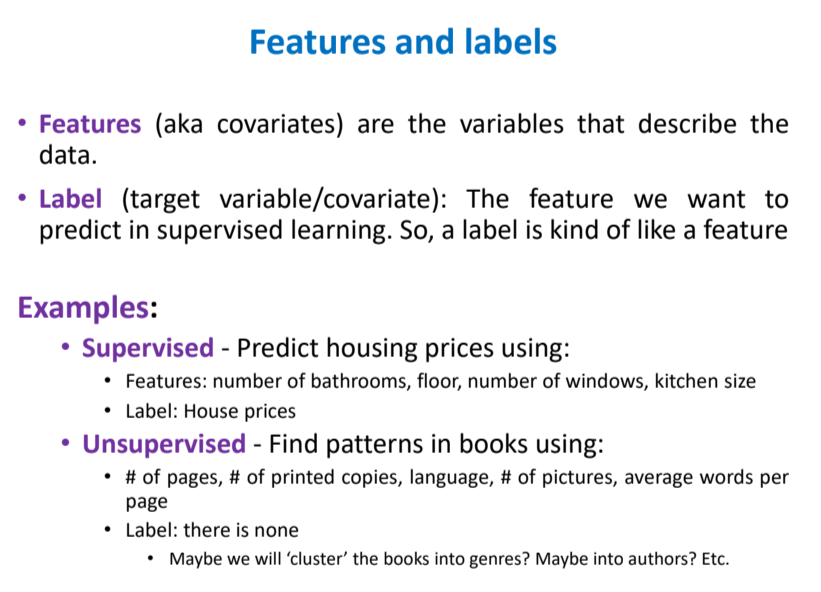 Features and labels
• Features (aka covariates) are the variables that describe the
data.
• Label (target variable/covariate): The feature we want to
predict in supervised learning. So, a label is kind of like a feature
Examples:
• Supervised - Predict housing prices using:
• Features: number of bathrooms, floor, number of windows, kitchen size
• Label: House prices
• Unsupervised - Find patterns in books using:
• # of pages, # of printed copies, language, # of pictures, average words per
page
• Label: there is none
• Maybe we will ‘cluster’ the books into genres? Maybe into authors? Etc.